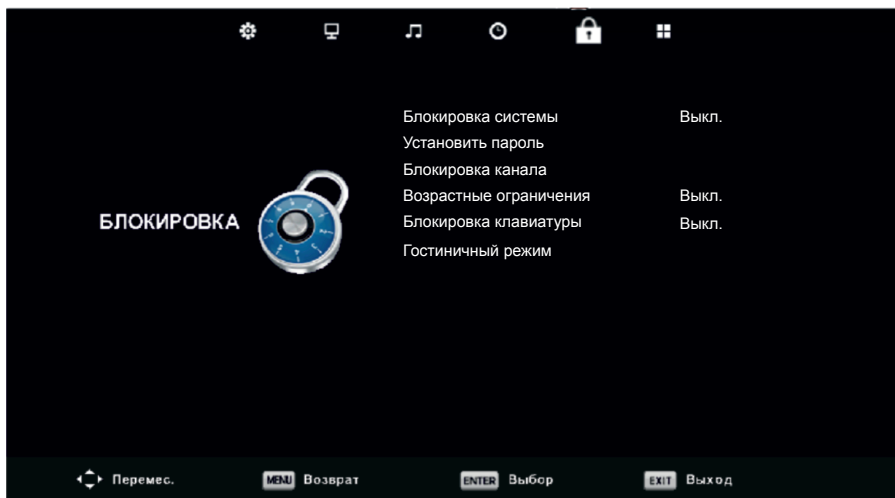 Блокировка системы Выкл.
Установить пароль
Блокировка канала
Возрастные ограничения Выкл.
БЛОКИРОВКА
Блокировка клавиатуры Выкл.
Гостиничный режим
Перемес. MENU Возврат ENTER Выбор EXIT Выход